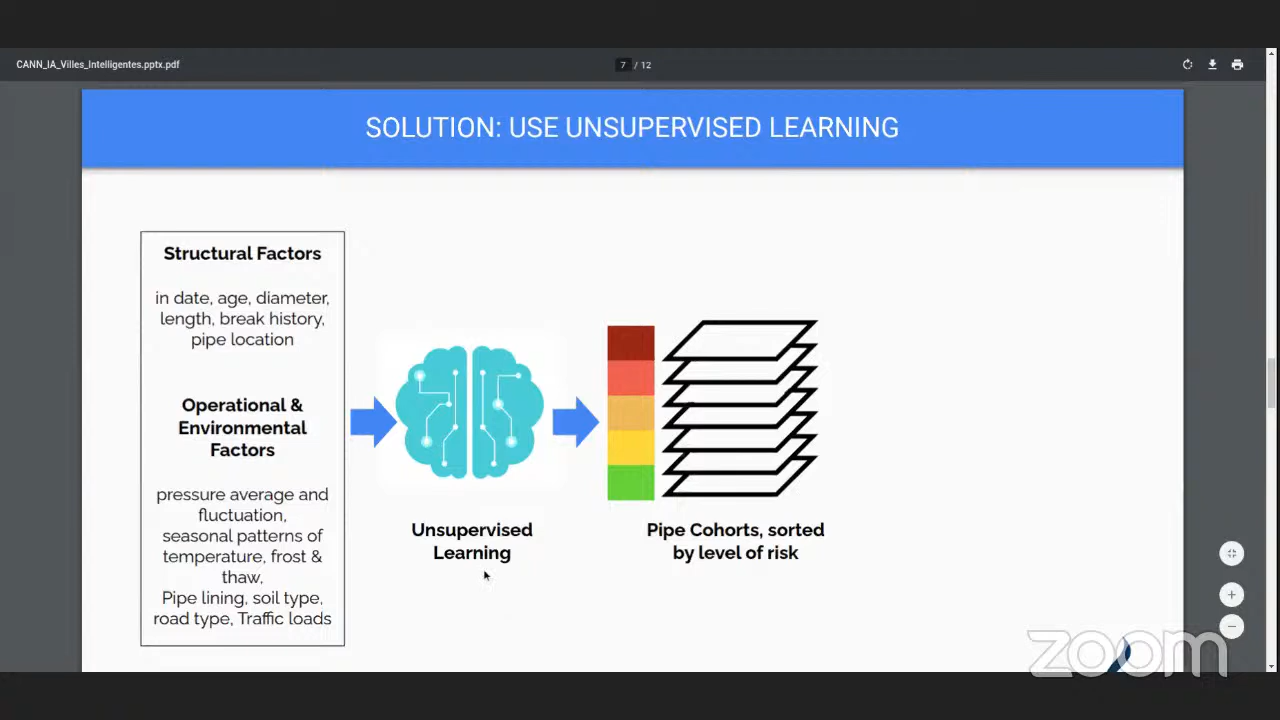 CANN_IA_Villes_Intelligentes.pptx.pdf
7 / 12
SOLUTION: USE UNSUPERVISED LEARNING
Structural Factors
in date, age, diameter,
length, break history,
pipe location
Operational &
Environmental
Factors
pressure average and
fluctuation,
seasonal patterns of
temperature, frost &
thaw,
Pipe lining, soil type,
road type, Traffic loads
Unsupervised
Learning
Pipe Cohorts, sorted
by level of risk
zoom